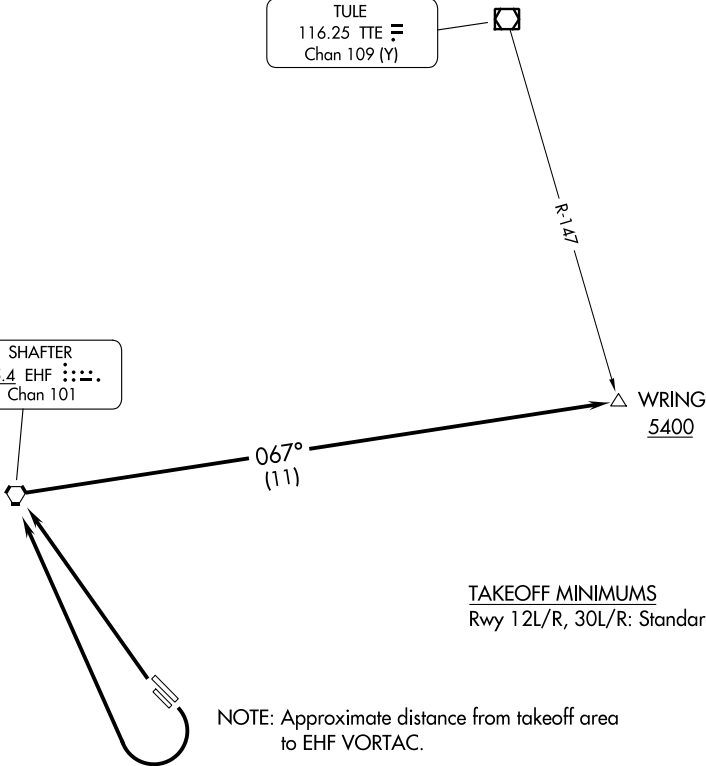 TULE
116.25 TTE
Chan 109 (Y)
R-147
SHAFTER
.4 EHF
Chan 101
WRING
5400
067°
(11)
TAKEOFF MINIMUMS
Rwy 12L/R, 30L/R: Standar
NOTE: Approximate distance from takeoff area
to EHF VORTAC.